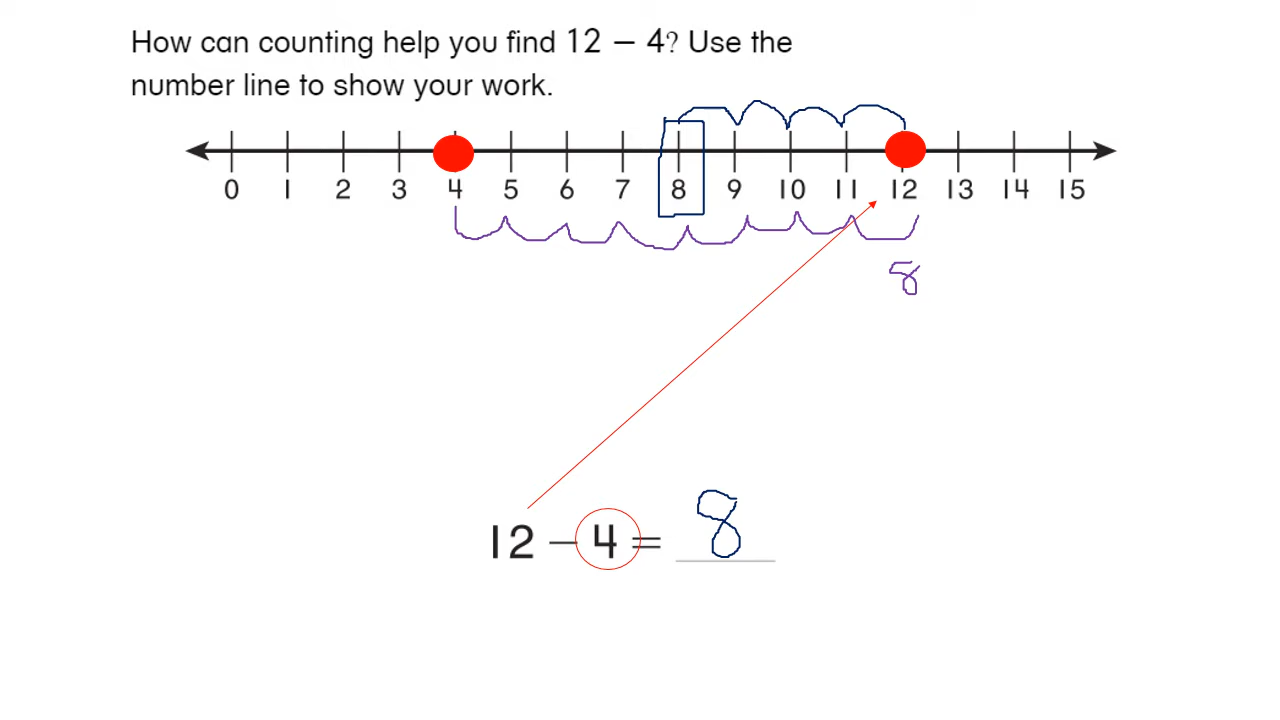 How can counting help you find 12 − 4? Use the
number line to show your work.
0 1 2 3 4 5 6 7 8 9 10 11 12 13 14 15
8
12 − 4 = 8